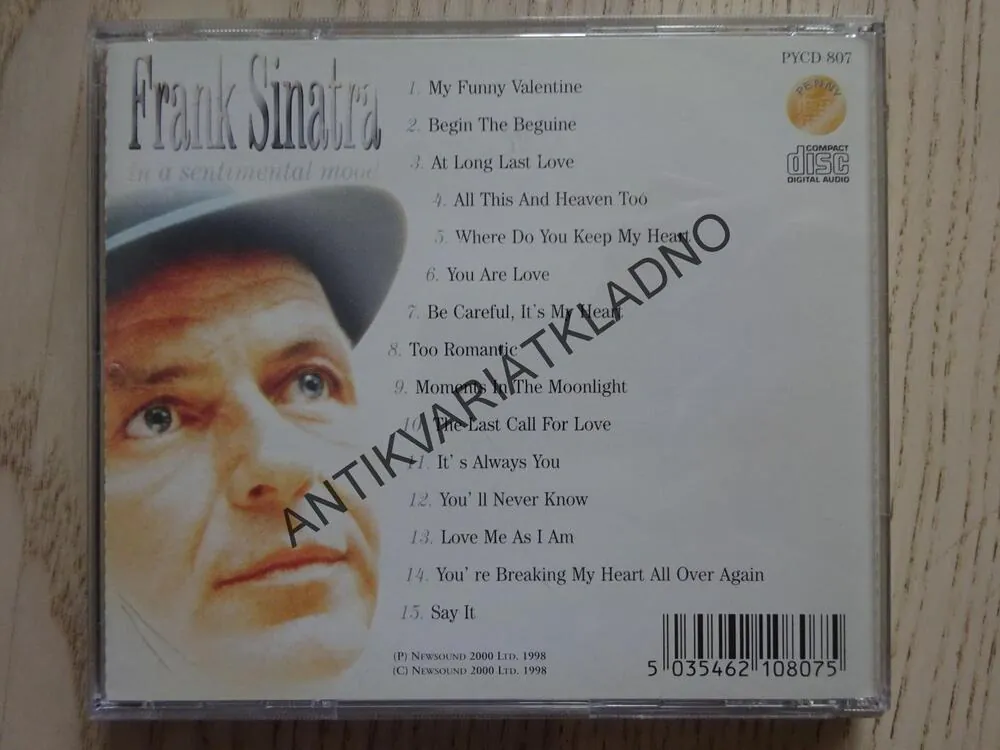 Frank Sinatra
In a sentimental mood
PYCD 807
PENNY
COMPACT
disc
DIGITAL AUDIO
1. My Funny Valentine
2. Begin The Beguine
3. At Long Last Love
4. All This And Heaven Too
5. Where Do You Keep My Heart
6. You Are Love
7. Be Careful, It's My Heart
8. Too Romantic
9. Moments In The Moonlight
10. The Last Call For Love
11. It' s Always You
12. You' ll Never Know
13. Love Me As I Am
14. You' re Breaking My Heart All Over Again
15. Say It
ANTIKVARIATKLADNO
(P) NEWSOUND 2000 LTD. 1998
(C) NEWSOUND 2000 LTD. 1998
5 035462 108075